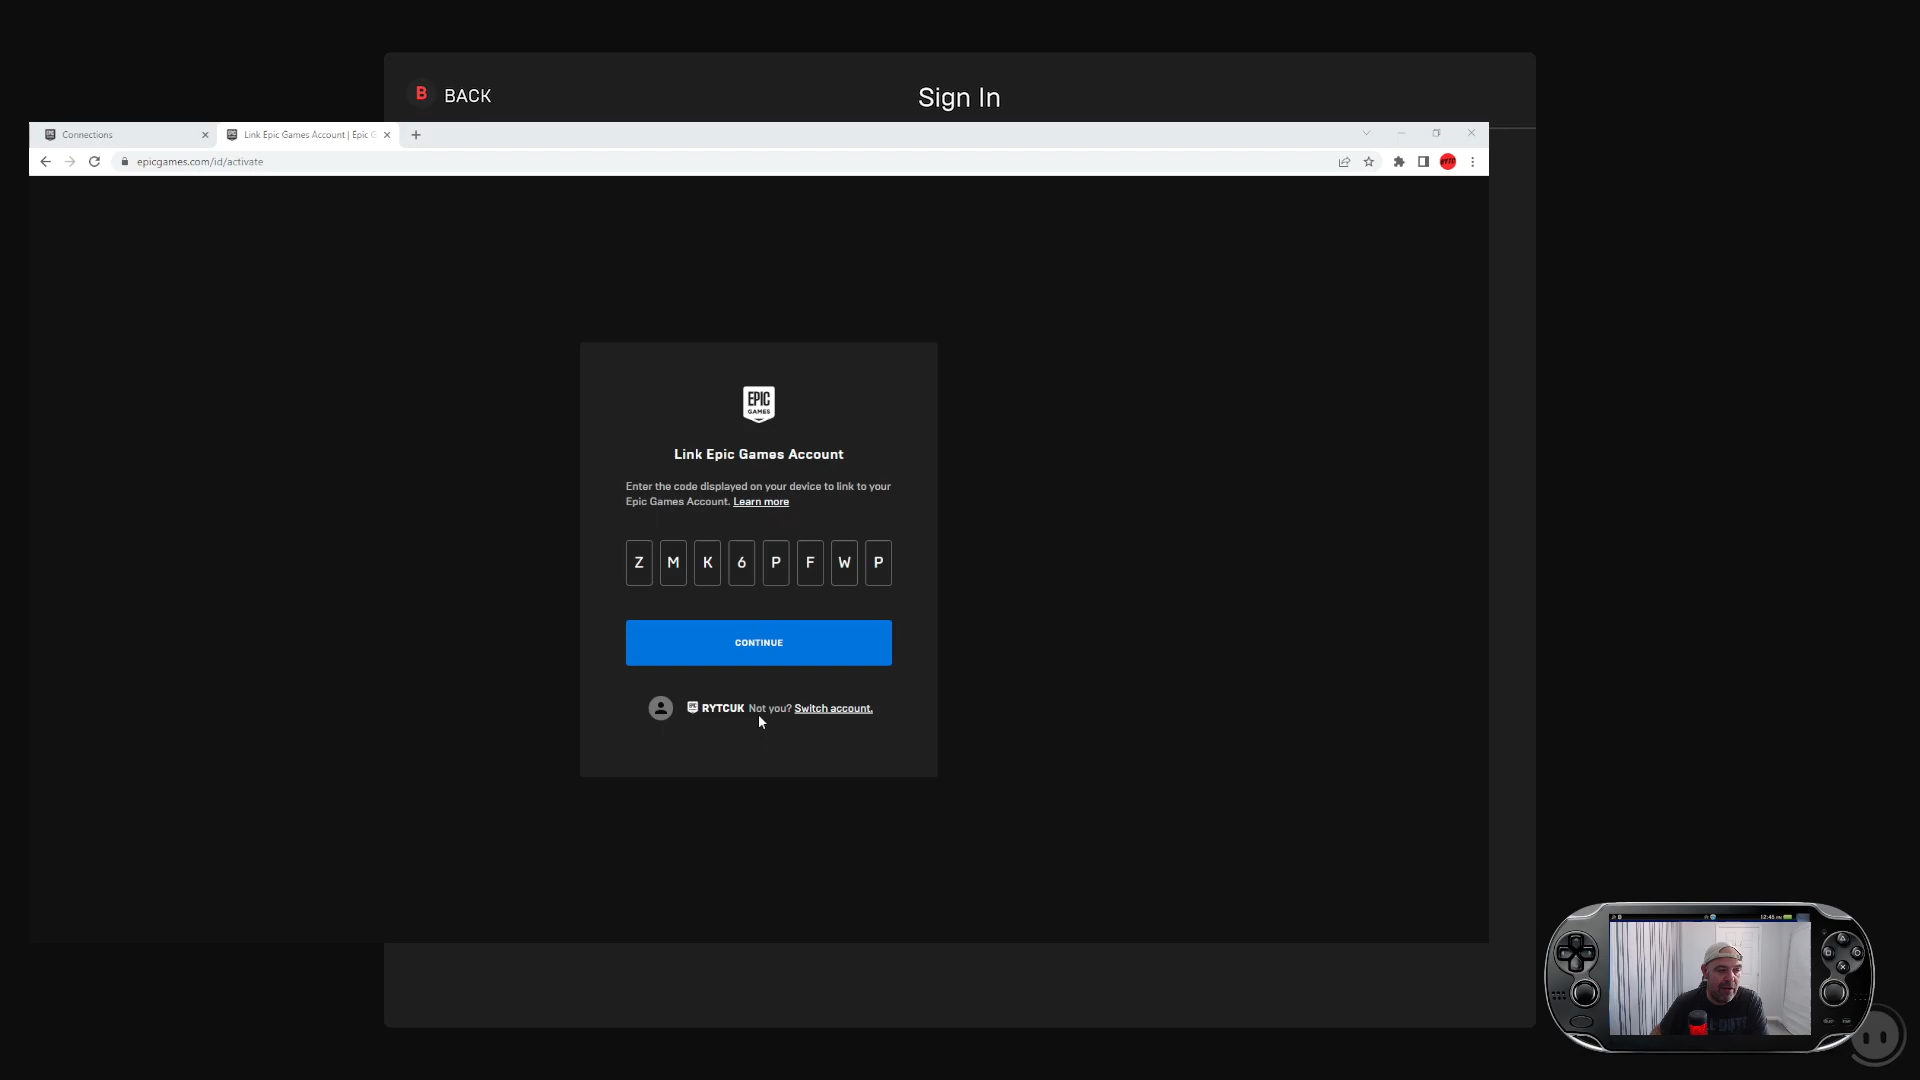 B BACK
Sign In
Connections
Link Epic Games Account | Epic G
epicgames.com/id/activate
EPIC
GAMES
Link Epic Games Account
Enter the code displayed on your device to link to your
Epic Games Account. Learn more
Z M K 6 P F W P
CONTINUE
RYTCUK Not you? Switch account.